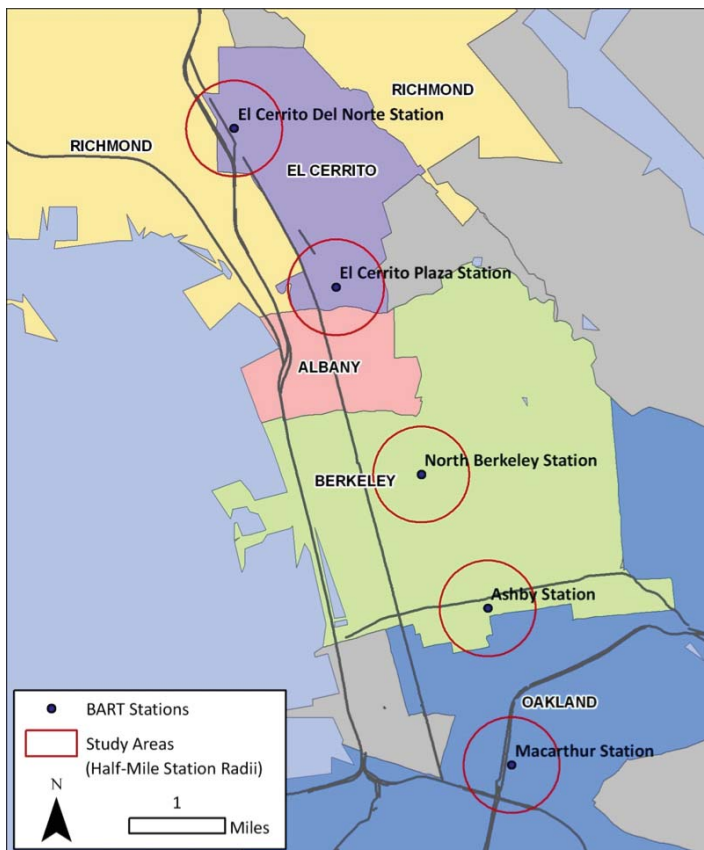 RICHMOND
El Cerrito Del Norte Station
RICHMOND
EL CERRITO
El Cerrito Plaza Station
ALBANY
North Berkeley Station
BERKELEY
Ashby Station
OAKLAND
Macarthur Station
BART Stations
Study Areas
(Half-Mile Station Radii)
N
1
Miles